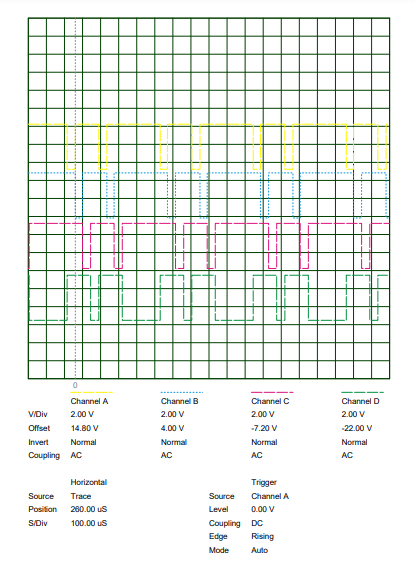 0
Channel A Channel B Channel C Channel D
V/Div 2.00 V 2.00 V 2.00 V 2.00 V
Offset 14.80 V 4.00 V -7.20 V -22.00 V
Invert Normal Normal Normal Normal
Coupling AC AC AC AC
Horizontal Trigger
Source Trace Source Channel A
Position 260.00 uS Level 0.00 V
S/Div 100.00 uS Coupling DC
Edge Rising
Mode Auto